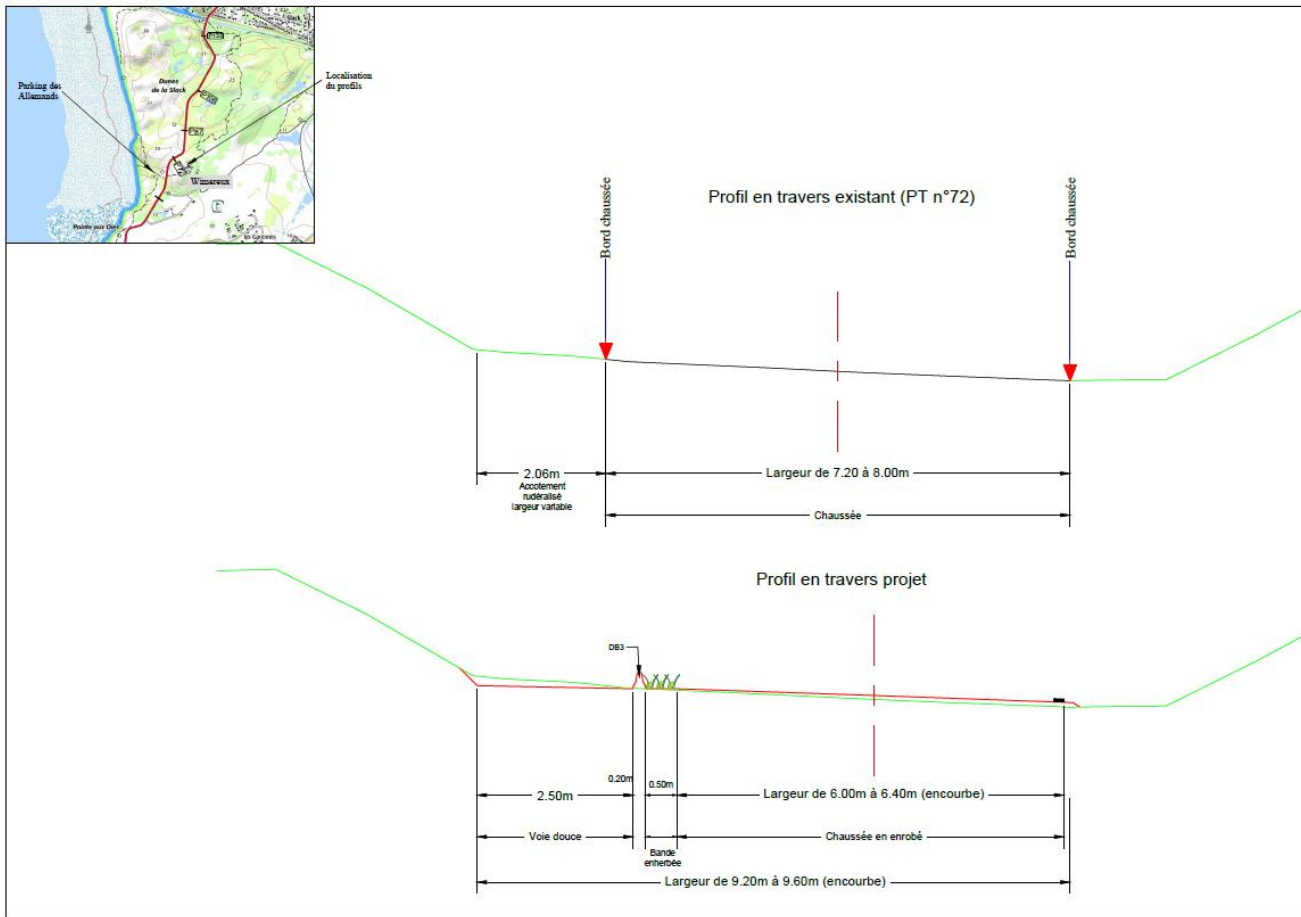 Parking des
Allemands
Dunes
de la Slack
Localisation
du profils
Wimereux
Pointe aux Oies
les Garennes
Profil en travers existant (PT n°72)
Bord chaussée
Bord chaussée
2.06m
Accotement
rudéralisé
largeur variable
Largeur de 7.20 à 8.00m
Chaussée
Profil en travers projet
DB3
0.20m
0.50m
2.50m
Largeur de 6.00m à 6.40m (encourbe)
Voie douce
Chaussée en enrobé
Bande
enherbée
Largeur de 9.20m à 9.60m (encourbe)